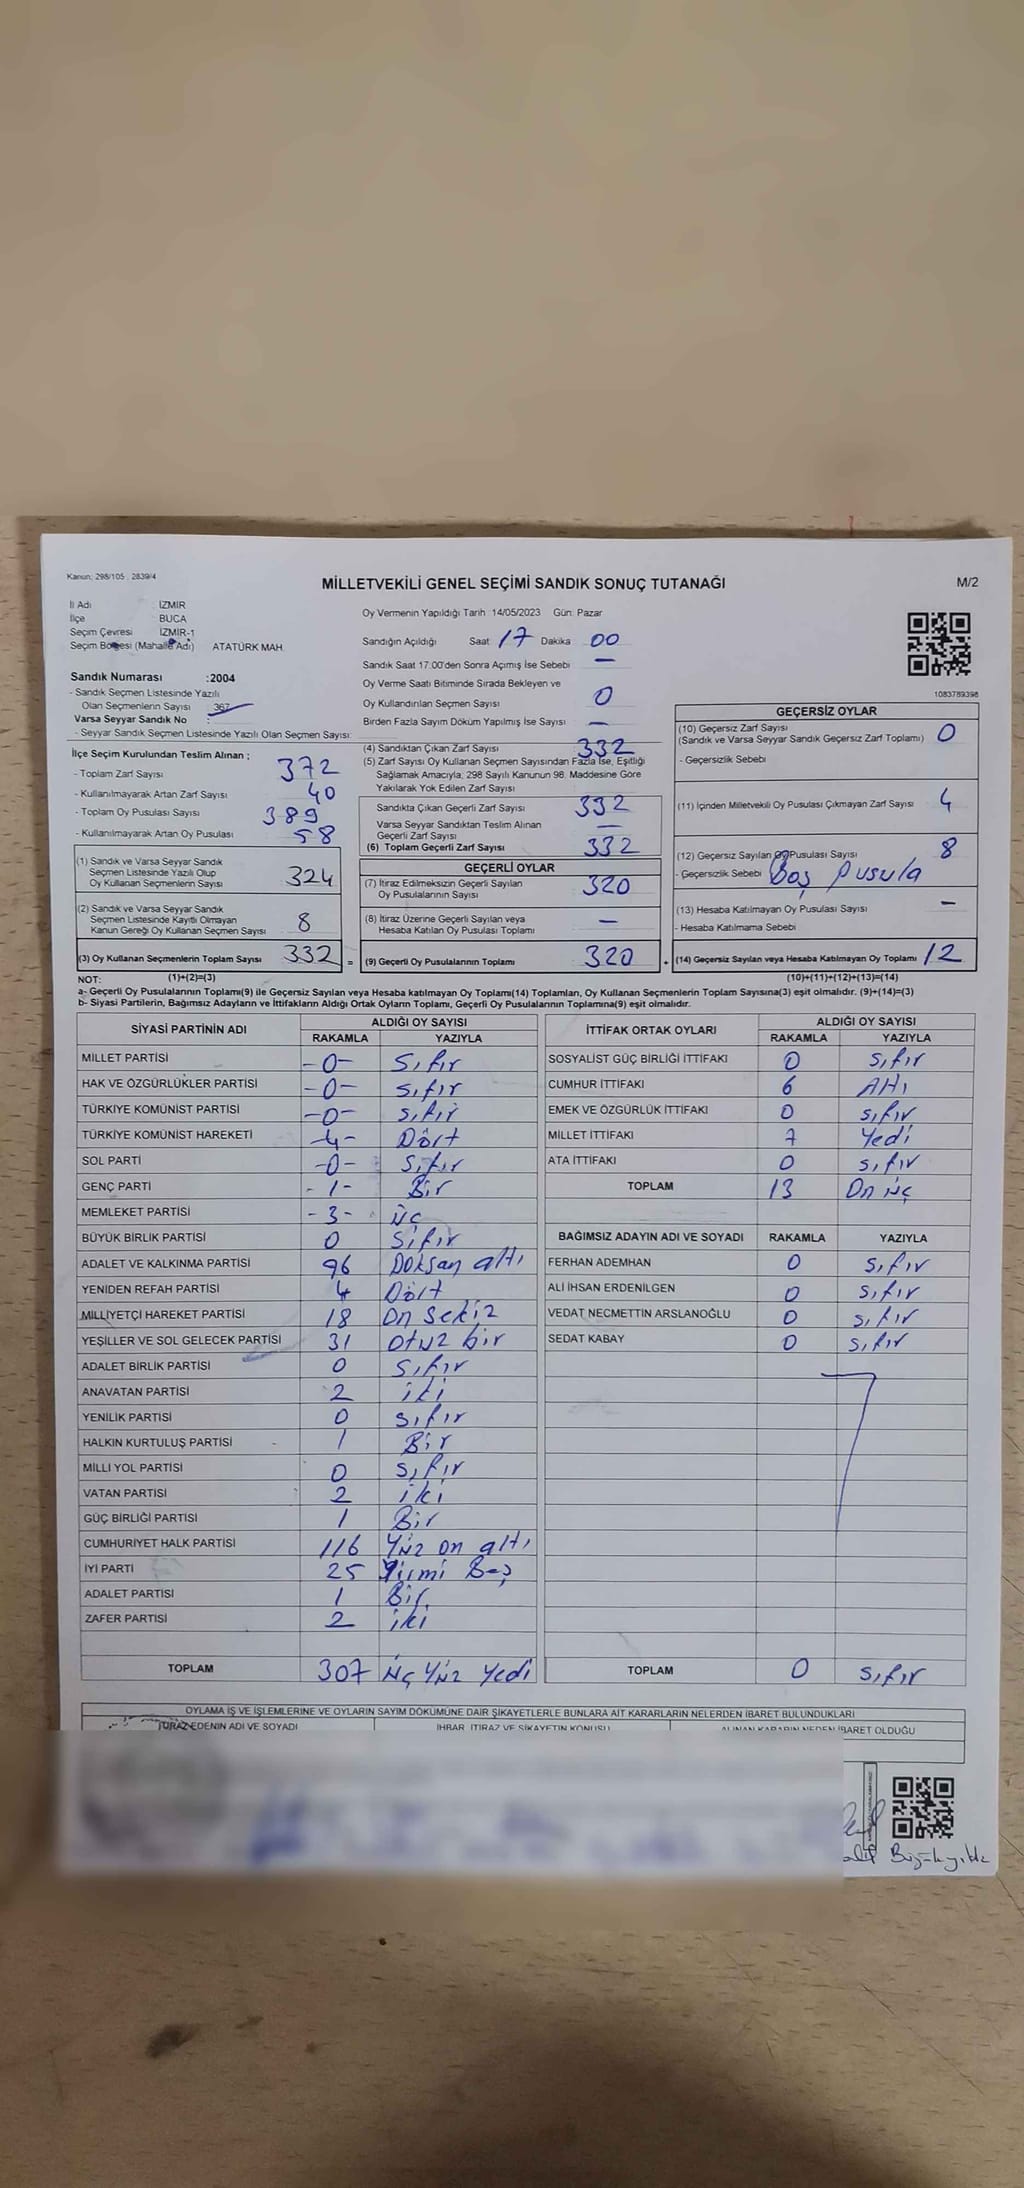 Kanun: 298/105 , 2839/4
MİLLETVEKİLİ GENEL SEÇİMİ SANDIK SONUÇ TUTANAĞI
M/2
İl Adı : İZMİR
İlçe : BUCA
Seçim Çevresi : İZMİR-1
Seçim Bölgesi (Mahalle Adı) ATATÜRK MAH.
Sandık Numarası :2004
- Sandık Seçmen Listesinde Yazılı
Olan Seçmenlerin Sayısı : 367
Varsa Seyyar Sandık No :
- Seyyar Sandık Seçmen Listesinde Yazılı Olan Seçmen Sayısı:
Oy Vermenin Yapıldığı Tarih 14/05/2023 Gün: Pazar
Sandığın Açıldığı Saat 17 Dakika 00
Sandık Saat 17:00'den Sonra Açımış İse Sebebi —
Oy Verme Saati Bitiminde Sırada Bekleyen ve
Oy Kullandırılan Seçmen Sayısı 0
Birden Fazla Sayım Döküm Yapılmış İse Sayısı —
1083789398
İlçe Seçim Kurulundan Teslim Alınan ;
- Toplam Zarf Sayısı 372
- Kullanılmayarak Artan Zarf Sayısı 40
- Toplam Oy Pusulası Sayısı 389
- Kullanılmayarak Artan Oy Pusulası 58
(1) Sandık ve Varsa Seyyar Sandık
Seçmen Listesinde Yazılı Olup
Oy Kullanan Seçmenlerin Sayısı 324
(2) Sandık ve Varsa Seyyar Sandık
Seçmen Listesinde Kayıtlı Olmayan
Kanun Gereği Oy Kullanan Seçmen Sayısı 8
(3) Oy Kullanan Seçmenlerin Toplam Sayısı 332 =
(4) Sandıktan Çıkan Zarf Sayısı 332
(5) Zarf Sayısı Oy Kullanan Seçmen Sayısından Fazla İse, Eşitliği
Sağlamak Amacıyla, 298 Sayılı Kanunun 98. Maddesine Göre
Yakılarak Yok Edilen Zarf Sayısı
Sandıkta Çıkan Geçerli Zarf Sayısı 332
Varsa Seyyar Sandıktan Teslim Alınan
Geçerli Zarf Sayısı —
(6) Toplam Geçerli Zarf Sayısı 332
GEÇERLİ OYLAR
(7) İtiraz Edilmeksizin Geçerli Sayılan
Oy Pusulalarının Sayısı 320
(8) İtiraz Üzerine Geçerli Sayılan veya
Hesaba Katılan Oy Pusulası Toplamı —
(9) Geçerli Oy Pusulalarının Toplamı 320 +
GEÇERSİZ OYLAR
(10) Geçersiz Zarf Sayısı
(Sandık ve Varsa Seyyar Sandık Geçersiz Zarf Toplamı) 0
- Geçersizlik Sebebi
(11) İçinden Milletvekili Oy Pusulası Çıkmayan Zarf Sayısı 4
(12) Geçersiz Sayılan Oy Pusulası Sayısı 8
- Geçersizlik Sebebi Boş Pusula
(13) Hesaba Katılmayan Oy Pusulası Sayısı —
- Hesaba Katılmama Sebebi
(14) Geçersiz Sayılan veya Hesaba Katılmayan Oy Toplamı 12
NOT: (1)+(2)=(3) (10)+(11)+(12)+(13)=(14)
a- Geçerli Oy Pusulalarının Toplamı(9) ile Geçersiz Sayılan veya Hesaba katılmayan Oy Toplamı(14) Toplamları, Oy Kullanan Seçmenlerin Toplam Sayısına(3) eşit olmalıdır. (9)+(14)=(3)
b- Siyasi Partilerin, Bağımsız Adayların ve İttifakların Aldığı Ortak Oyların Toplamı, Geçerli Oy Pusulalarının Toplamına(9) eşit olmalıdır.
SİYASİ PARTİNİN ADI ALDIĞI OY SAYISI
RAKAMLA YAZIYLA
MİLLET PARTİSİ -0- Sıfır
HAK VE ÖZGÜRLÜKLER PARTİSİ -0- Sıfır
TÜRKİYE KOMÜNİST PARTİSİ -0- Sıfır
TÜRKİYE KOMÜNİST HAREKETİ -4- Dört
SOL PARTİ -0- Sıfır
GENÇ PARTİ -1- Bir
MEMLEKET PARTİSİ -3- üç
BÜYÜK BİRLİK PARTİSİ 0 Sıfır
ADALET VE KALKINMA PARTİSİ 96 Doksan altı
YENİDEN REFAH PARTİSİ 4 Dört
MİLLİYETÇİ HAREKET PARTİSİ 18 On Sekiz
YEŞİLLER VE SOL GELECEK PARTİSİ 31 Otuz bir
ADALET BİRLİK PARTİSİ 0 Sıfır
ANAVATAN PARTİSİ 2 iki
YENİLİK PARTİSİ 0 Sıfır
HALKIN KURTULUŞ PARTİSİ 1 Bir
MİLLİ YOL PARTİSİ 0 Sıfır
VATAN PARTİSİ 2 iki
GÜÇ BİRLİĞİ PARTİSİ 1 Bir
CUMHURİYET HALK PARTİSİ 116 Yüz on altı
İYİ PARTİ 25 Yirmi Beş
ADALET PARTİSİ 1 Bir
ZAFER PARTİSİ 2 iki
TOPLAM 307 üç Yüz Yedi
İTTİFAK ORTAK OYLARI ALDIĞI OY SAYISI
RAKAMLA YAZIYLA
SOSYALİST GÜÇ BİRLİĞİ İTTİFAKI 0 Sıfır
CUMHUR İTTİFAKI 6 Altı
EMEK VE ÖZGÜRLÜK İTTİFAKI 0 Sıfır
MİLLET İTTİFAKI 7 Yedi
ATA İTTİFAKI 0 Sıfır
TOPLAM 13 On üç
BAĞIMSIZ ADAYIN ADI VE SOYADI RAKAMLA YAZIYLA
FERHAN ADEMHAN 0 Sıfır
ALİ İHSAN ERDENİLGEN 0 Sıfır
VEDAT NECMETTİN ARSLANOĞLU 0 Sıfır
SEDAT KABAY 0 Sıfır
TOPLAM 0 Sıfır
OYLAMA İŞ VE İŞLEMLERİNE VE OYLARIN SAYIM DÖKÜMÜNE DAİR ŞİKAYETLERLE BUNLARA AİT KARARLARIN NELERDEN İBARET BULUNDUKLARI
İTİRAZ EDENİN ADI VE SOYADI İHBAR, İTİRAZ VE ŞİKAYETİN KONUSU ALINAN KARARIN NEDEN İBARET OLDUĞU